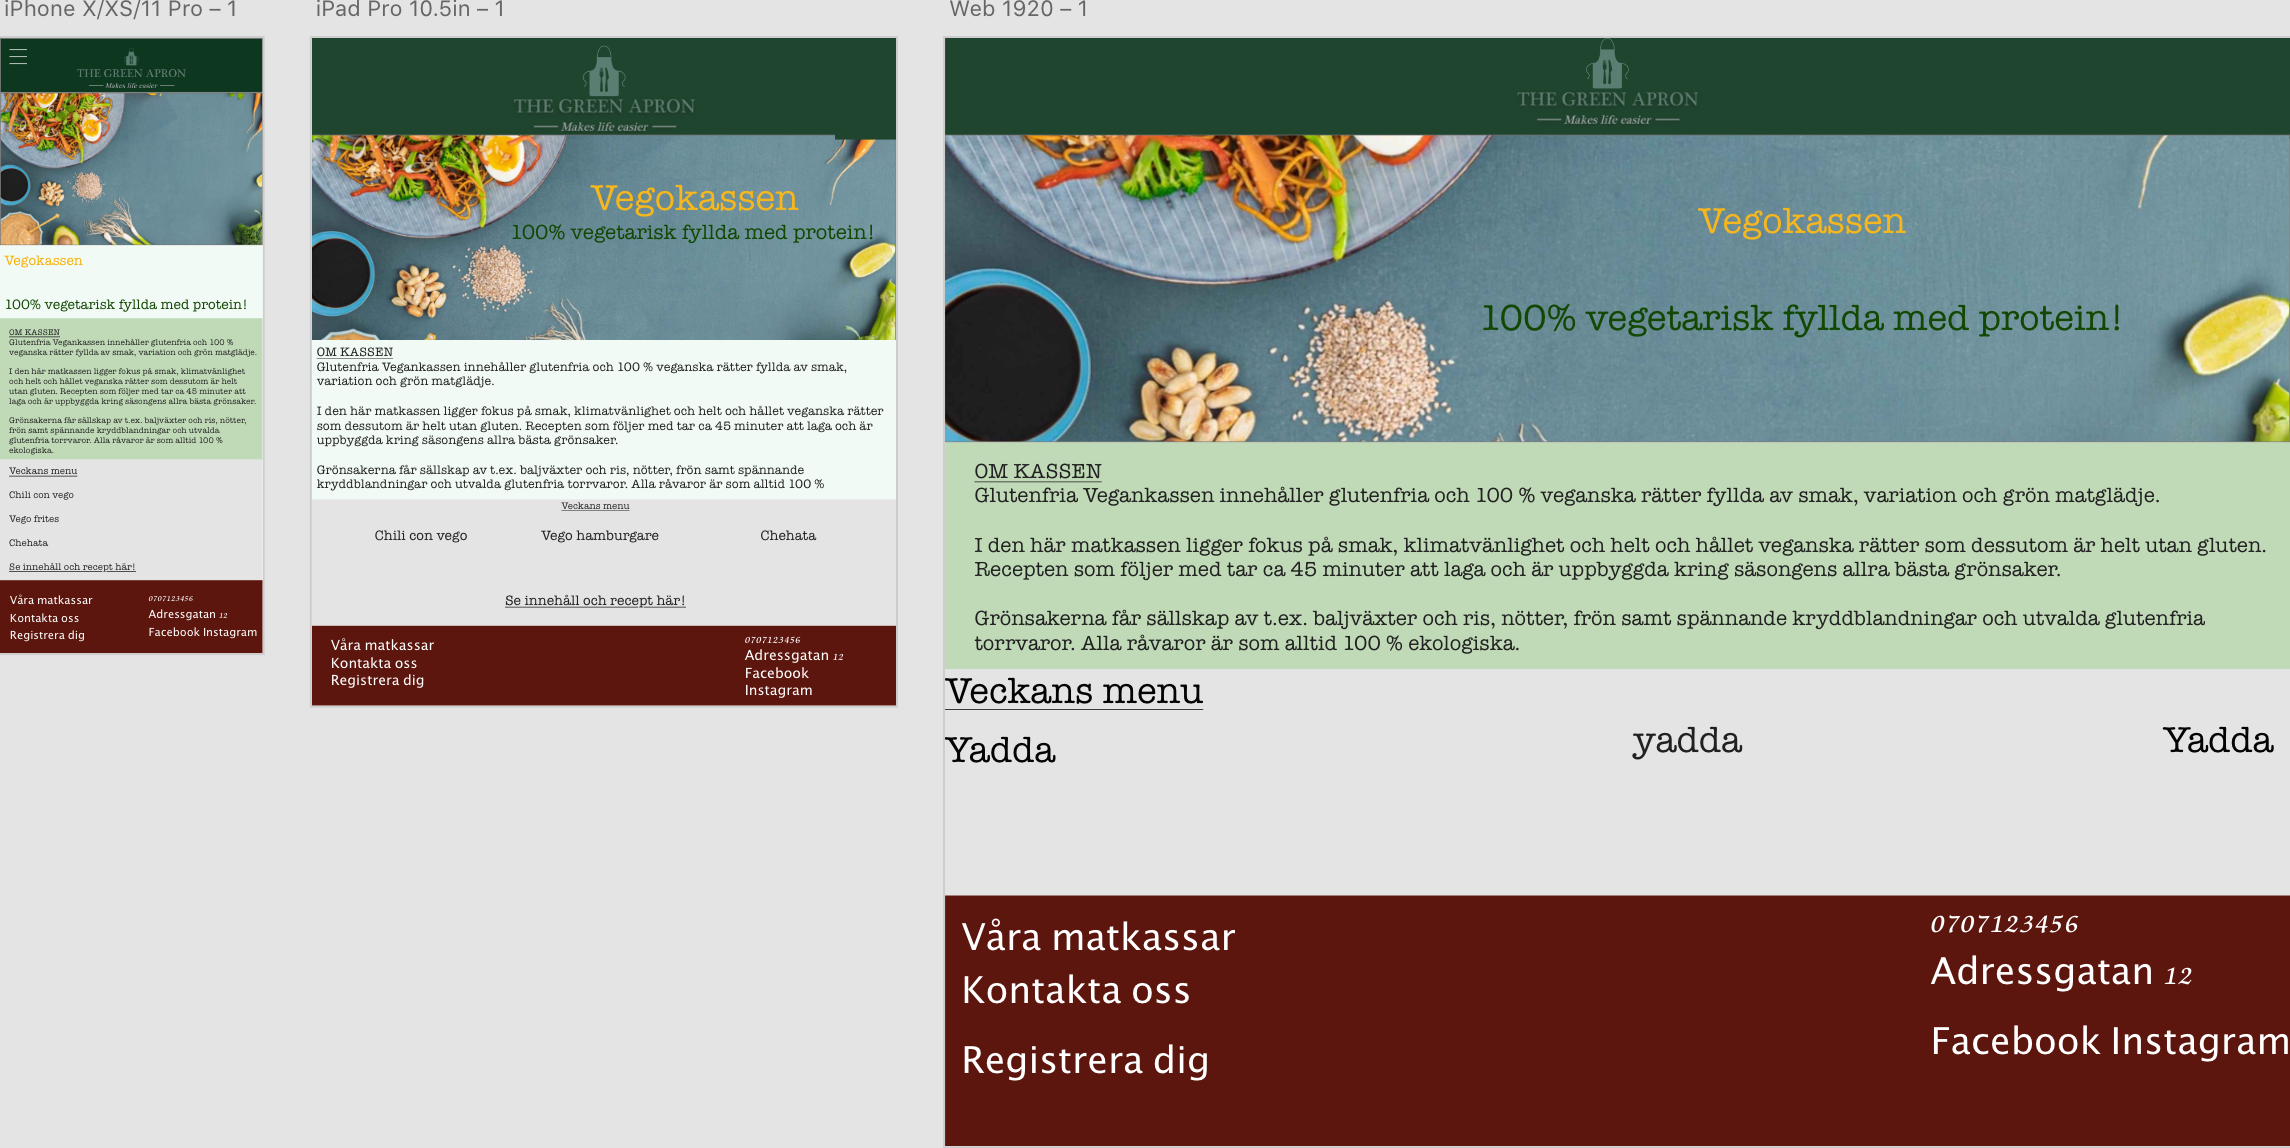 iPhone X/XS/11 Pro – 1
THE GREEN APRON
Makes life easier
Vegokassen
100% vegetarisk fyllda med protein!
OM KASSEN
Glutenfria Vegankassen innehåller glutenfria och 100 %
veganska rätter fyllda av smak, variation och grön matglädje.
I den här matkassen ligger fokus på smak, klimatvänlighet
och helt och hållet veganska rätter som dessutom är helt
utan gluten. Recepten som följer med tar ca 45 minuter att
laga och är uppbyggda kring säsongens allra bästa grönsaker.
Grönsakerna får sällskap av t.ex. baljväxter och ris, nötter,
frön samt spännande kryddblandningar och utvalda
glutenfria torrvaror. Alla råvaror är som alltid 100 %
ekologiska.
Veckans menu
Chili con vego
Vego frites
Chehata
Se innehåll och recept här!
Våra matkassar
Kontakta oss
Registrera dig
0707123456
Adressgatan 12
Facebook Instagram
iPad Pro 10.5in – 1
THE GREEN APRON
Makes life easier
Vegokassen
100% vegetarisk fyllda med protein!
OM KASSEN
Glutenfria Vegankassen innehåller glutenfria och 100 % veganska rätter fyllda av smak,
variation och grön matglädje.
I den här matkassen ligger fokus på smak, klimatvänlighet och helt och hållet veganska rätter
som dessutom är helt utan gluten. Recepten som följer med tar ca 45 minuter att laga och är
uppbyggda kring säsongens allra bästa grönsaker.
Grönsakerna får sällskap av t.ex. baljväxter och ris, nötter, frön samt spännande
kryddblandningar och utvalda glutenfria torrvaror. Alla råvaror är som alltid 100 %
Veckans menu
Chili con vego Vego hamburgare Chehata
Se innehåll och recept här!
Våra matkassar
Kontakta oss
Registrera dig
0707123456
Adressgatan 12
Facebook
Instagram
Web 1920 – 1
THE GREEN APRON
Makes life easier
Vegokassen
100% vegetarisk fyllda med protein!
OM KASSEN
Glutenfria Vegankassen innehåller glutenfria och 100 % veganska rätter fyllda av smak, variation och grön matglädje.
I den här matkassen ligger fokus på smak, klimatvänlighet och helt och hållet veganska rätter som dessutom är helt utan gluten.
Recepten som följer med tar ca 45 minuter att laga och är uppbyggda kring säsongens allra bästa grönsaker.
Grönsakerna får sällskap av t.ex. baljväxter och ris, nötter, frön samt spännande kryddblandningar och utvalda glutenfria
torrvaror. Alla råvaror är som alltid 100 % ekologiska.
Veckans menu
Yadda yadda Yadda
Våra matkassar
Kontakta oss
Registrera dig
0707123456
Adressgatan 12
Facebook Instagram